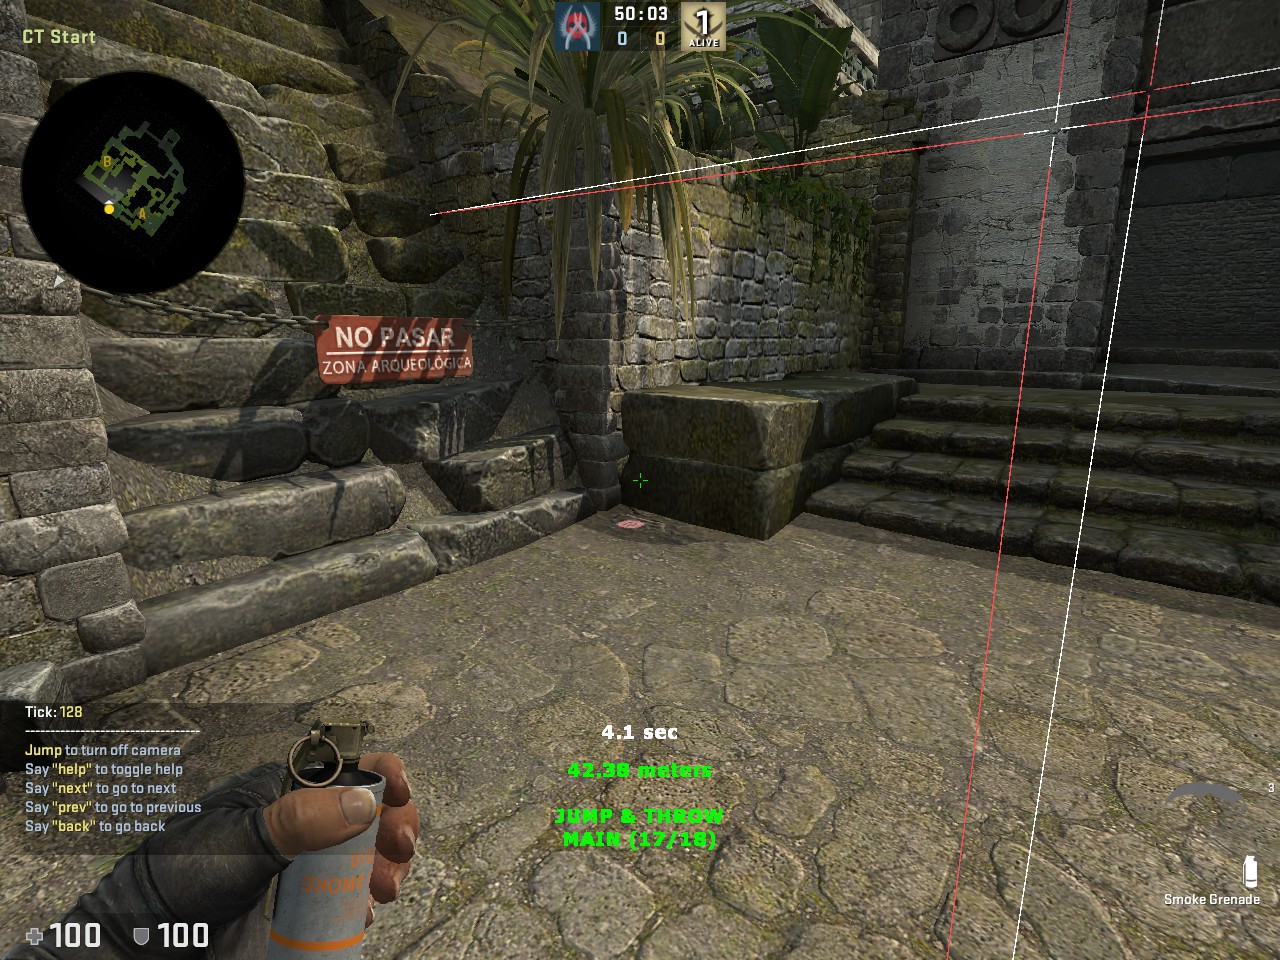 CT Start
50:03
0 0
1
ALIVE
B
A
NO PASAR
ZONA ARQUEOLÓGICA
Tick: 128
----------------------------------
Jump to turn off camera
Say "help" to toggle help
Say "next" to go to next
Say "prev" to go to previous
Say "back" to go back
4.1 sec
42.38 meters
JUMP & THROW
MAIN (17/18)
3
Smoke Grenade
100
100